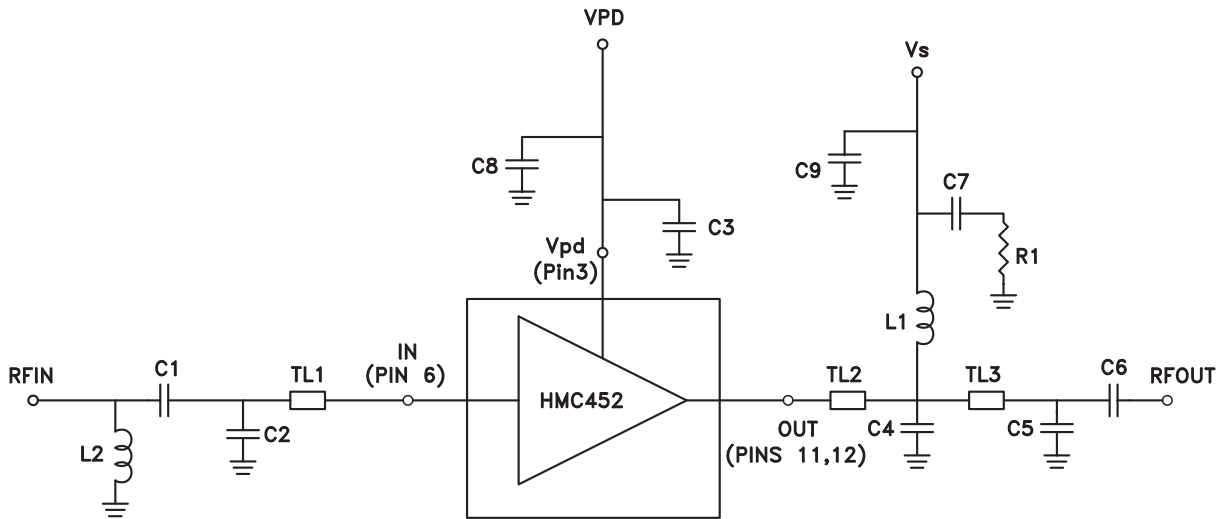 VPD
Vs
C8
C9
C7
C3
Vpd
(Pin3)
R1
L1
RFIN
C1
TL1
IN
(PIN 6)
HMC452
TL2
TL3
C6
RFOUT
L2
C2
OUT
(PINS 11,12)
C4
C5